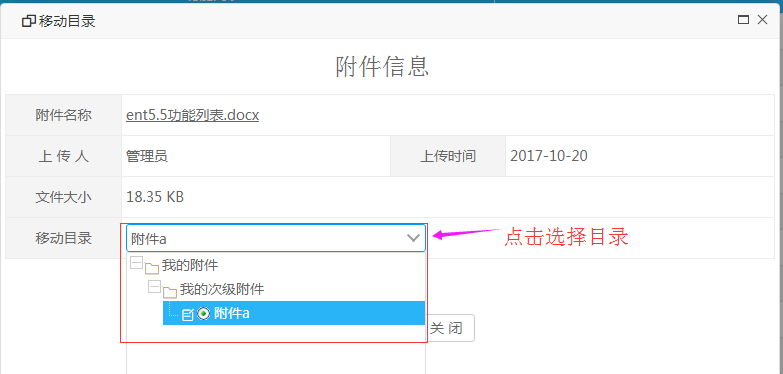 移动目录
附件信息
附件名称 ent5.5功能列表.docx
上 传 人 管理员 上传时间 2017-10-20
文件大小 18.35 KB
移动目录 附件a 点击选择目录
我的附件
我的次级附件
附件a
关 闭